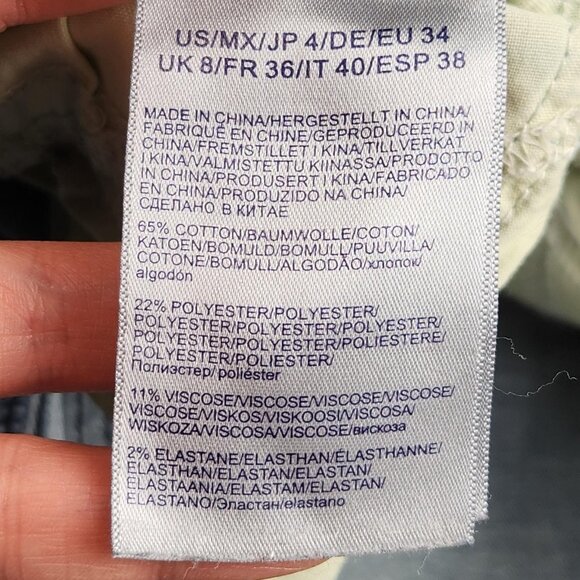 US/MX/JP 4/DE/EU 34
UK 8/FR 36/IT 40/ESP 38
MADE IN CHINA/HERGESTELLT IN CHINA/
FABRIQUÉ EN CHINE/GEPRODUCEERD IN
CHINA/FREMSTILLET I KINA/TILLVERKAT
I KINA/VALMISTETTU KIINASSA/PRODOTTO
IN CHINA/PRODUSERT I KINA/FABRICADO
EN CHINA/PRODUZIDO NA CHINA/
СДЕЛАНО В КИТАЕ
65% COTTON/BAUMWOLLE/COTON/
KATOEN/BOMULD/BOMULL/PUUVILLA/
COTONE/BOMULL/ALGODÃO/хлопок/
algodón
22% POLYESTER/POLYESTER/
POLYESTER/POLYESTER/POLYESTER/
POLYESTER/POLYESTERI/POLIESTERE/
POLYESTER/POLIESTER/
Полиэстер/ poliéster
11% VISCOSE/VISCOSE/VISCOSE/VISCOSE/
VISCOSE/VISKOS/VISKOOSI/VISCOSA/
WISKOZA/VISCOSA/VISCOSE/вискоза
2% ELASTANE/ELASTHAN/ÉLASTHANNE/
ELASTHAN/ELASTAN/ELASTAN/
ELASTAANIA/ELASTAM/ELASTAN/
ELASTANO/Эластан/elastano